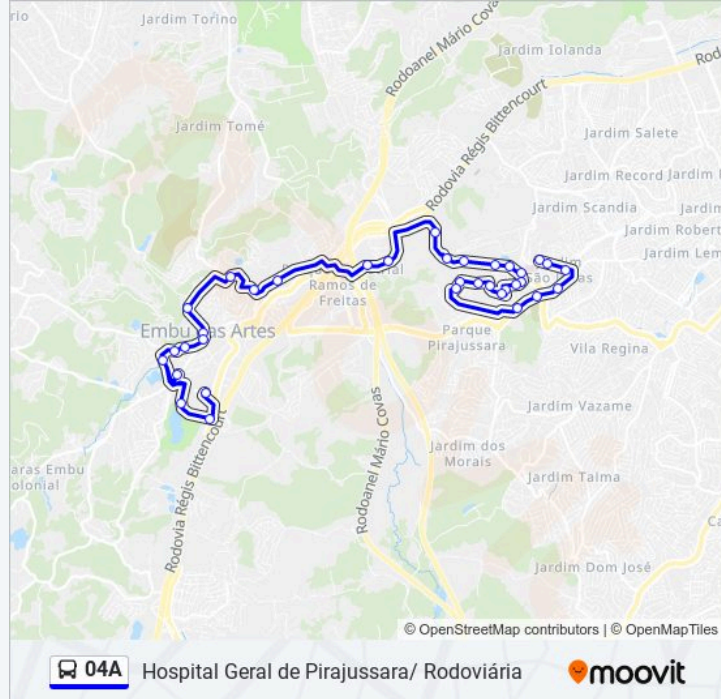 Jardim Torino
Rodoanel Mário Covas
Jardim Iolanda
Rod
Jardim Tomé
Rodovia Régis Bittencourt
Jardim Salete
Jardim Record
Jardim
Jardim Scandia
Jardim
Jardim Robert
Jardim Lem
Ramos de
Freitas
Embu das Artes
Parque
Pirajussara
Vila Regina
Jardim Vazame
Rodoanel Mário Covas
Jardim dos
Morais
aras Embu
olonial
Rodovia Régis Bittencourt
Jardim Talma
Ca
Jardim Dom José
© OpenStreetMap contributors | © OpenMapTiles
04A Hospital Geral de Pirajussara/ Rodoviária
moovit